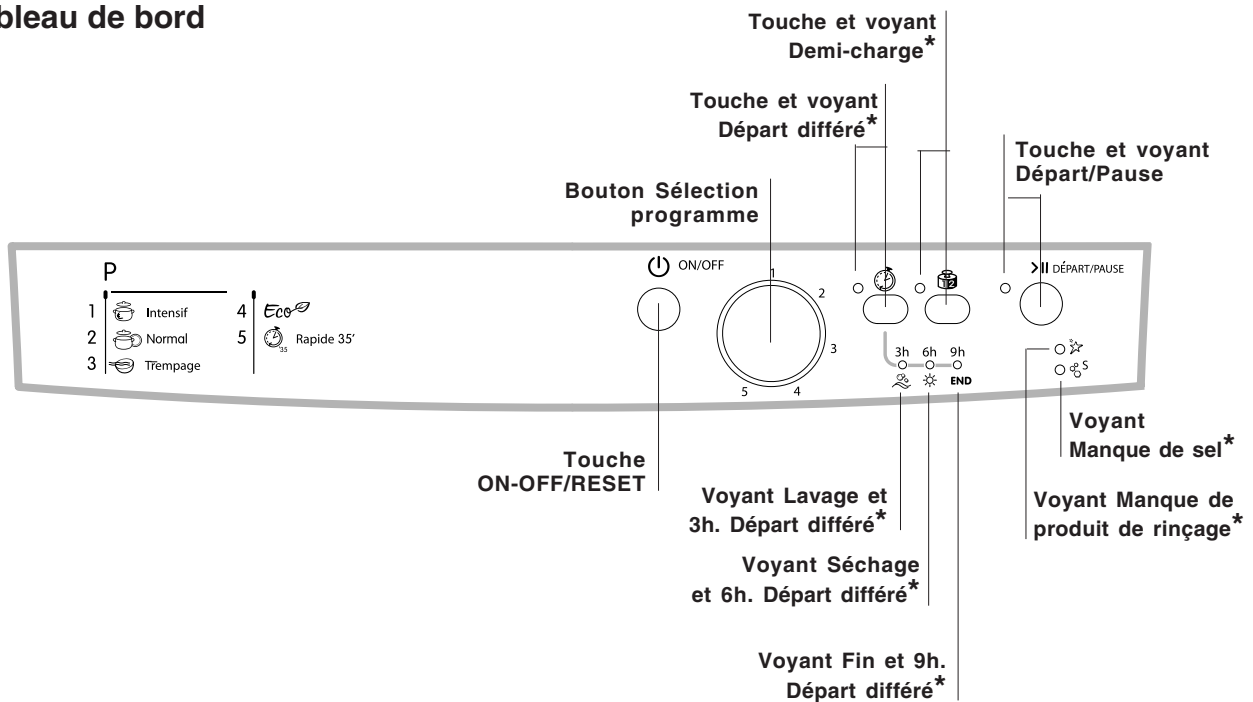 bleau de bord
Touche et voyant
Demi-charge*
Touche et voyant
Départ différé*
Touche et voyant
Départ/Pause
Bouton Sélection
programme
P
1 Intensif
2 Normal
3 Trempage
4 Eco
5 35 Rapide 35'
ON/OFF
1
2
3
4
5
1/2
DÉPART/PAUSE
3h 6h 9h
END
S
Touche
ON-OFF/RESET
Voyant
Manque de sel*
Voyant Lavage et
3h. Départ différé*
Voyant Manque de
produit de rinçage*
Voyant Séchage
et 6h. Départ différé*
Voyant Fin et 9h.
Départ différé*